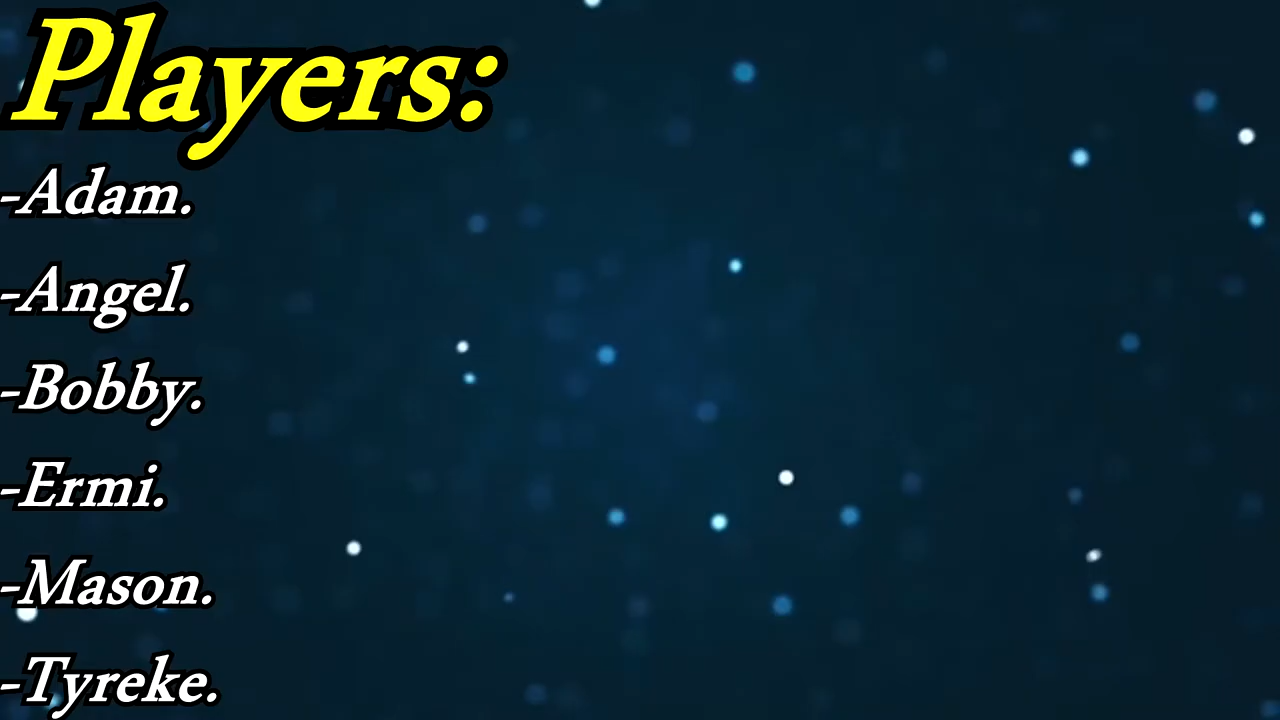 Players:
-Adam.
-Angel.
-Bobby.
-Ermi.
-Mason.
-Tyreke.